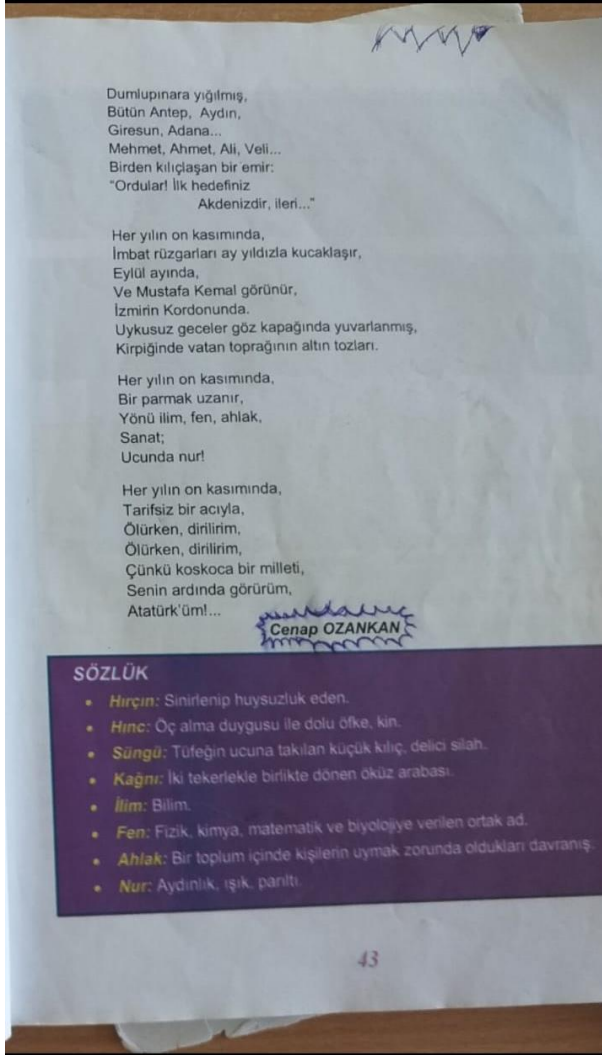 Dumlupınara yığılmış,
Bütün Antep, Aydın,
Giresun, Adana...
Mehmet, Ahmet, Ali, Veli...
Birden kılıçlaşan bir emir:
"Ordular! İlk hedefiniz
Akdenizdir, ileri..."
Her yılın on kasımında,
İmbat rüzgarları ay yıldızla kucaklaşır,
Eylül ayında,
Ve Mustafa Kemal görünür,
İzmirin Kordonunda.
Uykusuz geceler göz kapağında yuvarlanmış,
Kirpiğinde vatan toprağının altın tozları.
Her yılın on kasımında,
Bir parmak uzanır,
Yönü ilim, fen, ahlak,
Sanat;
Ucunda nur!
Her yılın on kasımında,
Tarifsiz bir acıyla,
Ölürken, dirilirim,
Ölürken, dirilirim,
Çünkü koskoca bir milleti,
Senin ardında görürüm,
Atatürk'üm!...
Cenap OZANKAN
SÖZLÜK
• Hırçın: Sinirlenip huysuzluk eden.
• Hınc: Öç alma duygusu ile dolu öfke, kin.
• Süngü: Tüfeğin ucuna takılan küçük kılıç, delici silah.
• Kağnı: İki tekerlekle birlikte dönen öküz arabası.
• İlim: Bilim.
• Fen: Fizik, kimya, matematik ve biyolojiye verilen ortak ad.
• Ahlak: Bir toplum içinde kişilerin uymak zorunda oldukları davranış.
• Nur: Aydınlık, ışık, parıltı.
43